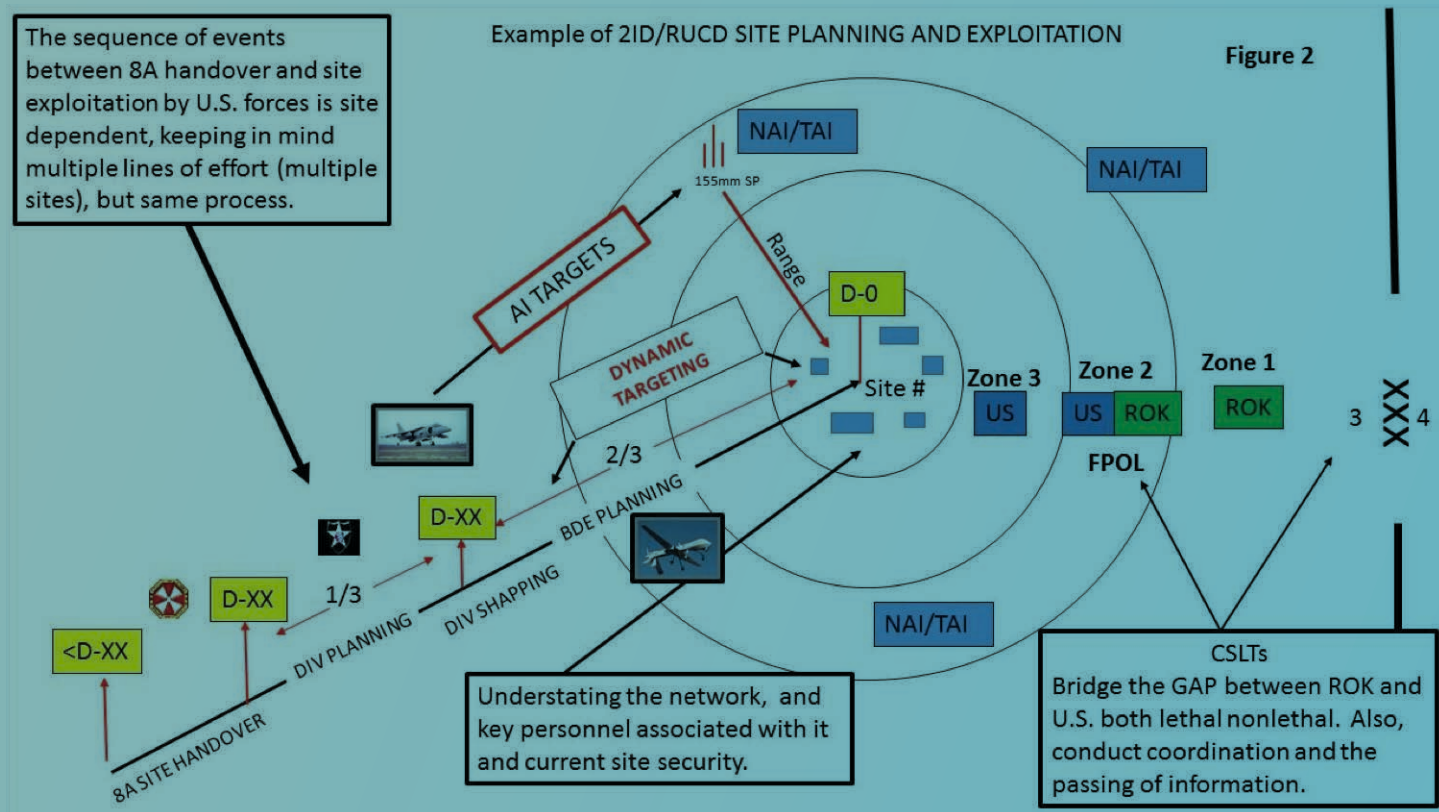 Example of 2ID/RUCD SITE PLANNING AND EXPLOITATION
Figure 2
The sequence of events
between 8A handover and site
exploitation by U.S. forces is site
dependent, keeping in mind
multiple lines of effort (multiple
sites), but same process.
NAI/TAI
NAI/TAI
155mm SP
AI TARGETS
Range
D-0
DYNAMIC
TARGETING
Site #
Zone 3
Zone 2
Zone 1
US
US
ROK
ROK
3
XXX
4
FPOL
2/3
D-XX
BDE PLANNING
1/3
D-XX
DIV SHAPPING
DIV PLANNING
<D-XX
8A SITE HANDOVER
NAI/TAI
Understating the network, and
key personnel associated with it
and current site security.
CSLTs
Bridge the GAP between ROK and
U.S. both lethal nonlethal. Also,
conduct coordination and the
passing of information.